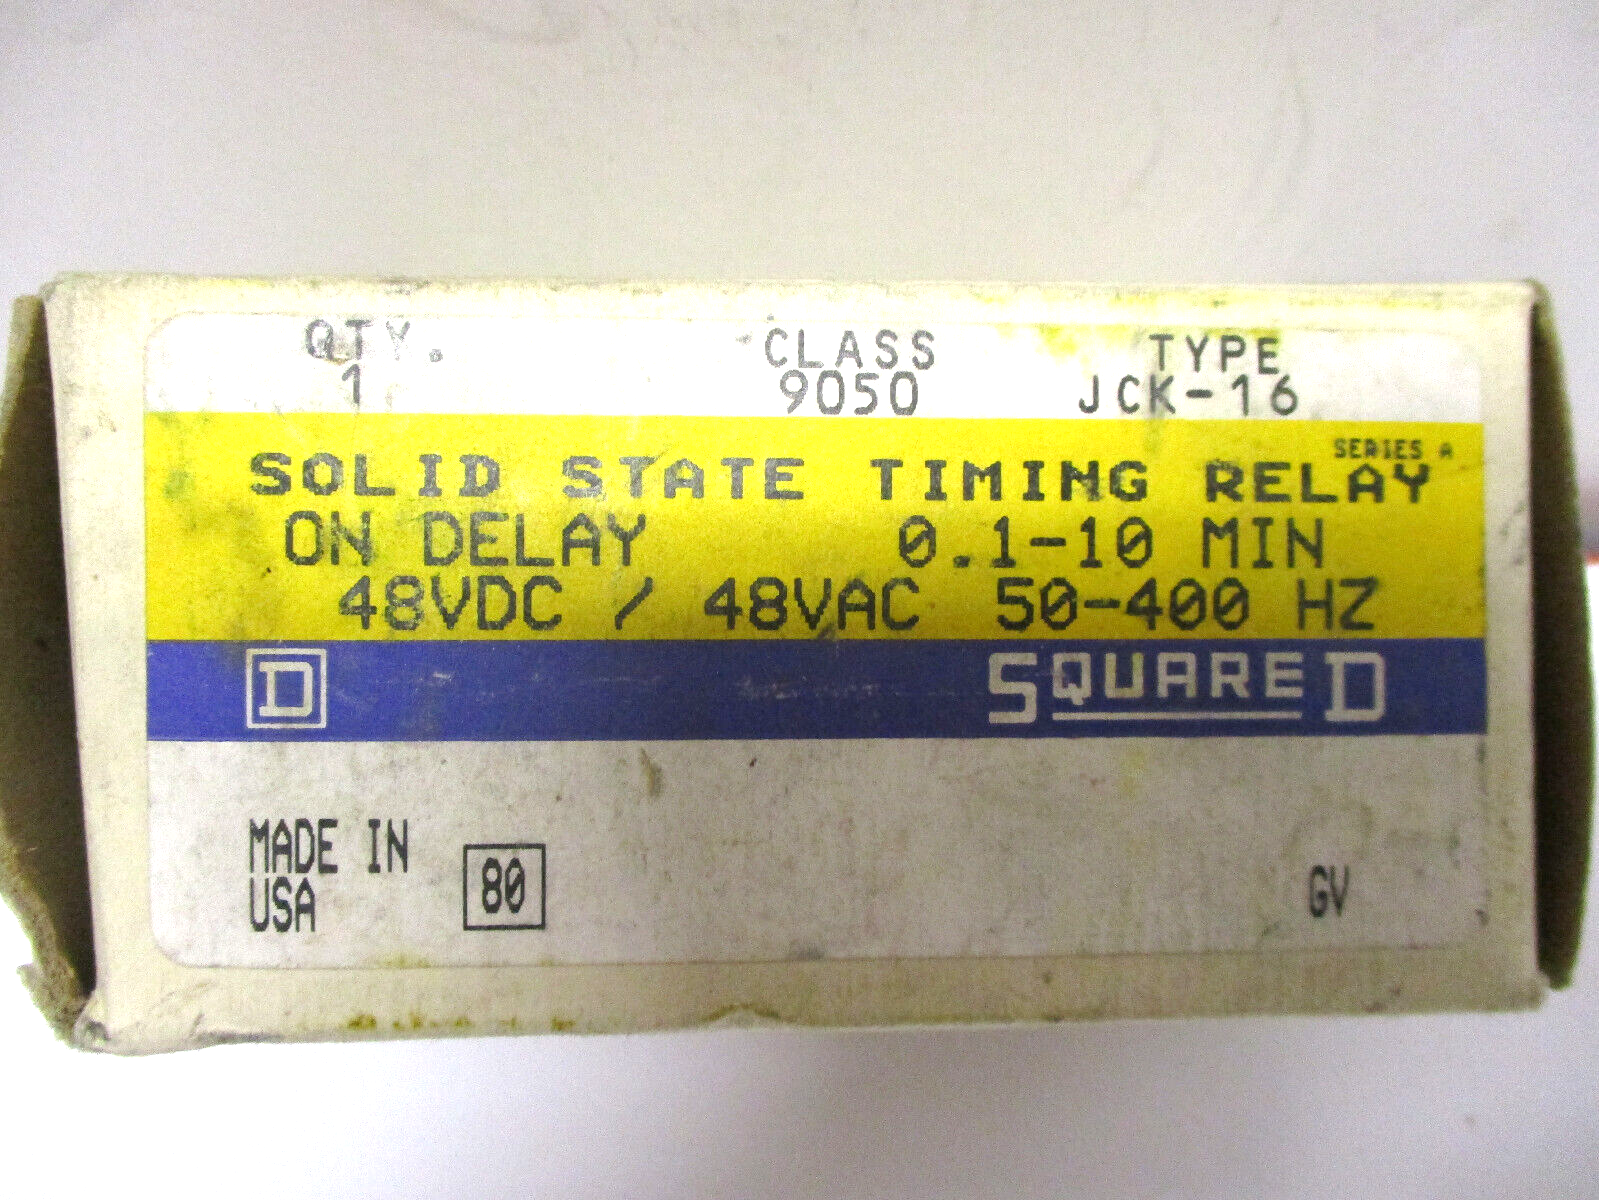 QTY. CLASS TYPE
1 9050 JCK-16
SERIES A
SOLID STATE TIMING RELAY
ON DELAY 0.1-10 MIN
48VDC / 48VAC 50-400 HZ
D SQUARE D
MADE IN
USA
80
GV